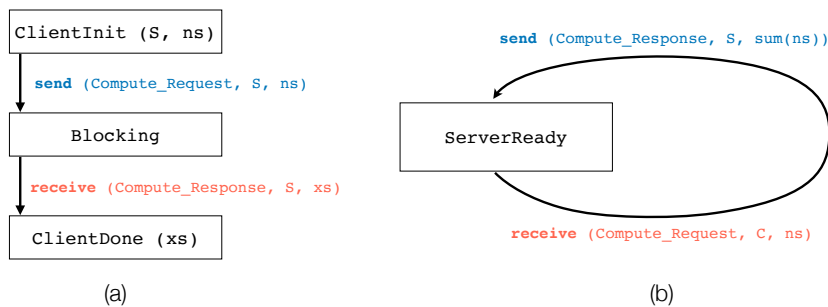 ClientInit (S, ns)
send (Compute_Request, S, ns)
Blocking
receive (Compute_Response, S, xs)
ClientDone (xs)
(a)
send (Compute_Response, S, sum(ns))
ServerReady
receive (Compute_Request, C, ns)
(b)